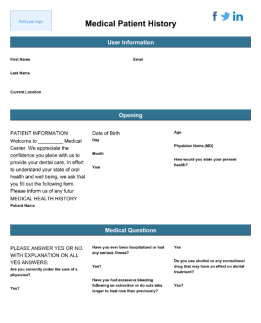 Add your logo
Medical Patient History
f in
User Information
First Name
Email
Last Name
Current Location
Opening
PATIENT INFORMATION
Welcome to _________ Medical
Center. We appreciate the
confidence you place with us to
provide your dental care. In effort
to understand your state of oral
health and well being, we ask that
you fill out the following form.
Please inform us of any futur
MEDICAL HEALTH HISTORY
Patient Name
Date of Birth
Day
Month
Year
Age
Physician Name (MD)
How would you state your present
health?
Medical Questions
PLEASE ANSWER YES OR NO,
WITH EXPLANATION ON ALL
YES ANSWERS:
Are you currently under the care of a
physician?
Yes?
Have you ever been hospitalized or had
any serious illness?
Yes?
Have you had excessive bleeding
following an extraction or do cuts take
longer to heal now than previously?
Yes
Do you use alcohol or any recreational
drug that may have an effect on dental
treatment?
Yes?